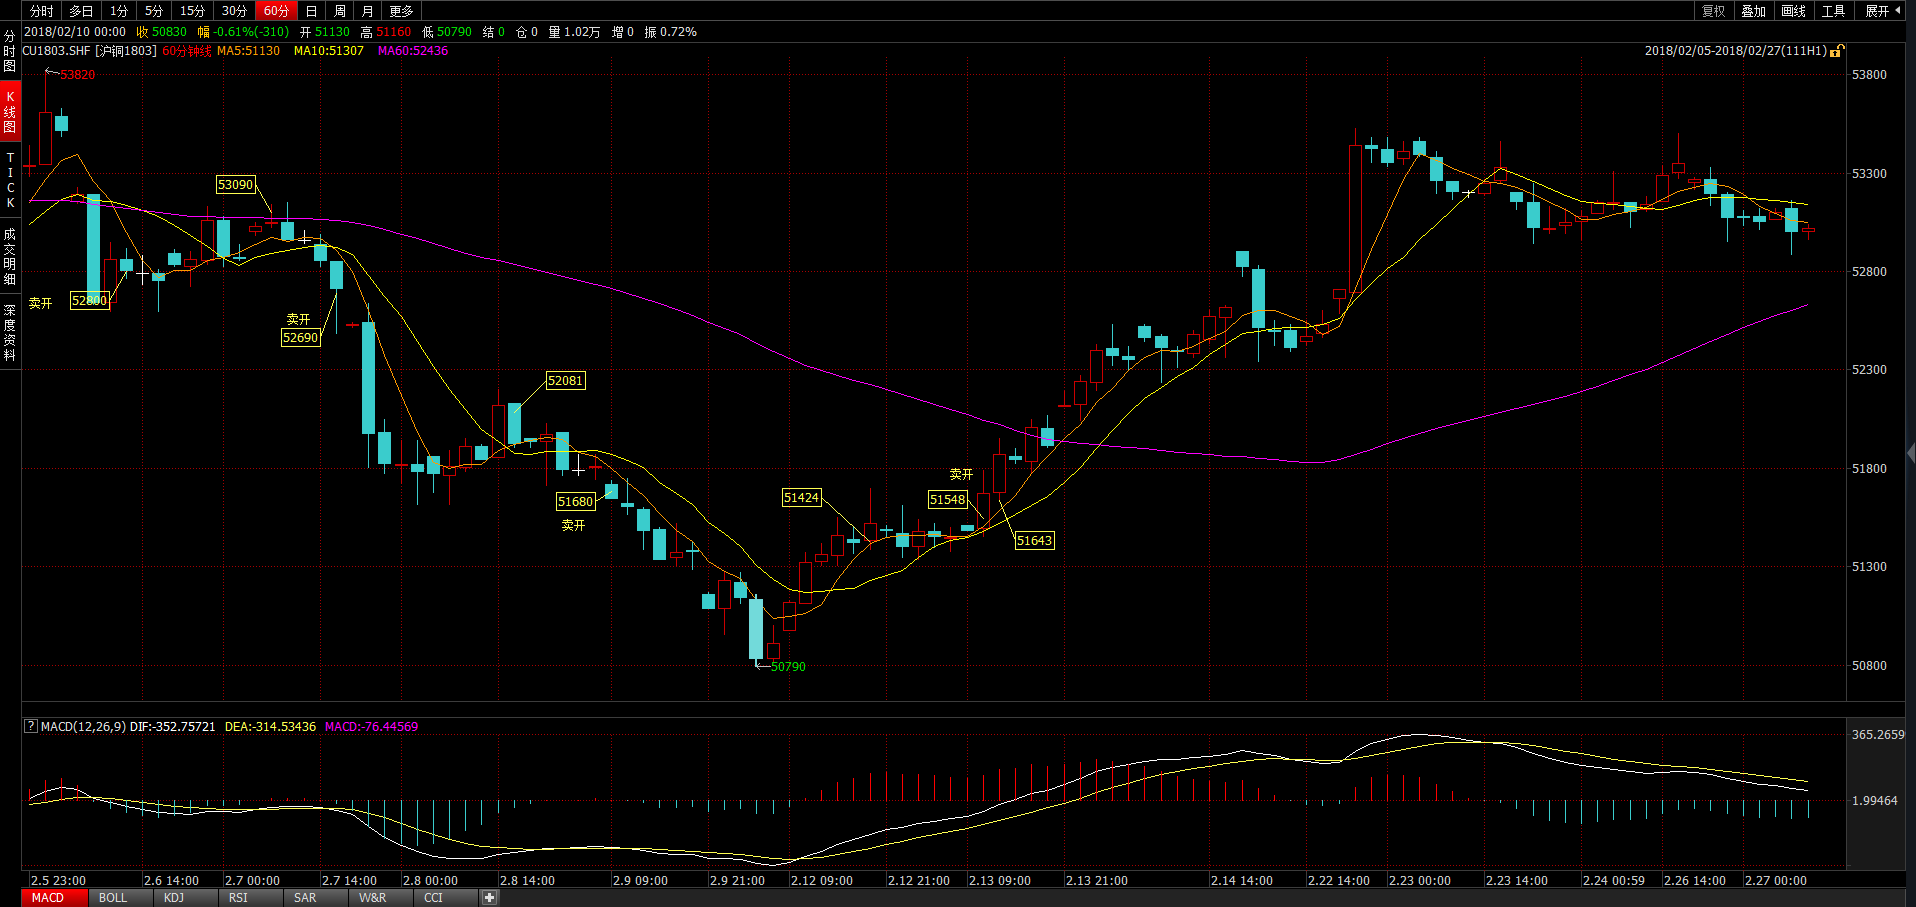 分时 多日 1分 5分 15分 30分 60分 日 周 月 更多 复权 叠加 画线 工具 展开
2018/02/10 00:00 收 50830 幅 -0.61%(-310) 开 51130 高 51160 低 50790 结 0 仓 0 量 1.02万 增 0 振 0.72%
CU1803.SHF [沪铜1803] 60分钟线 MA5:51130 MA10:51307 MA60:52436 2018/02/05-2018/02/27(111H1)
分时图
K线图
TICK
成交明细
深度资料
53820
53800
53090
53300
52800
卖开
52800
卖开
52690
52081
52300
51680
卖开
51424
卖开
51548
51643
51800
51300
50790
50800
? MACD(12,26,9) DIF:-352.75721 DEA:-314.53436 MACD:-76.44569
365.2659
1.99464
2.5 23:00 2.6 14:00 2.7 00:00 2.7 14:00 2.8 00:00 2.8 14:00 2.9 09:00 2.9 21:00 2.12 09:00 2.12 21:00 2.13 09:00 2.13 21:00 2.14 14:00 2.22 14:00 2.23 00:00 2.23 14:00 2.24 00:59 2.26 14:00 2.27 00:00
MACD BOLL KDJ RSI SAR W&R CCI